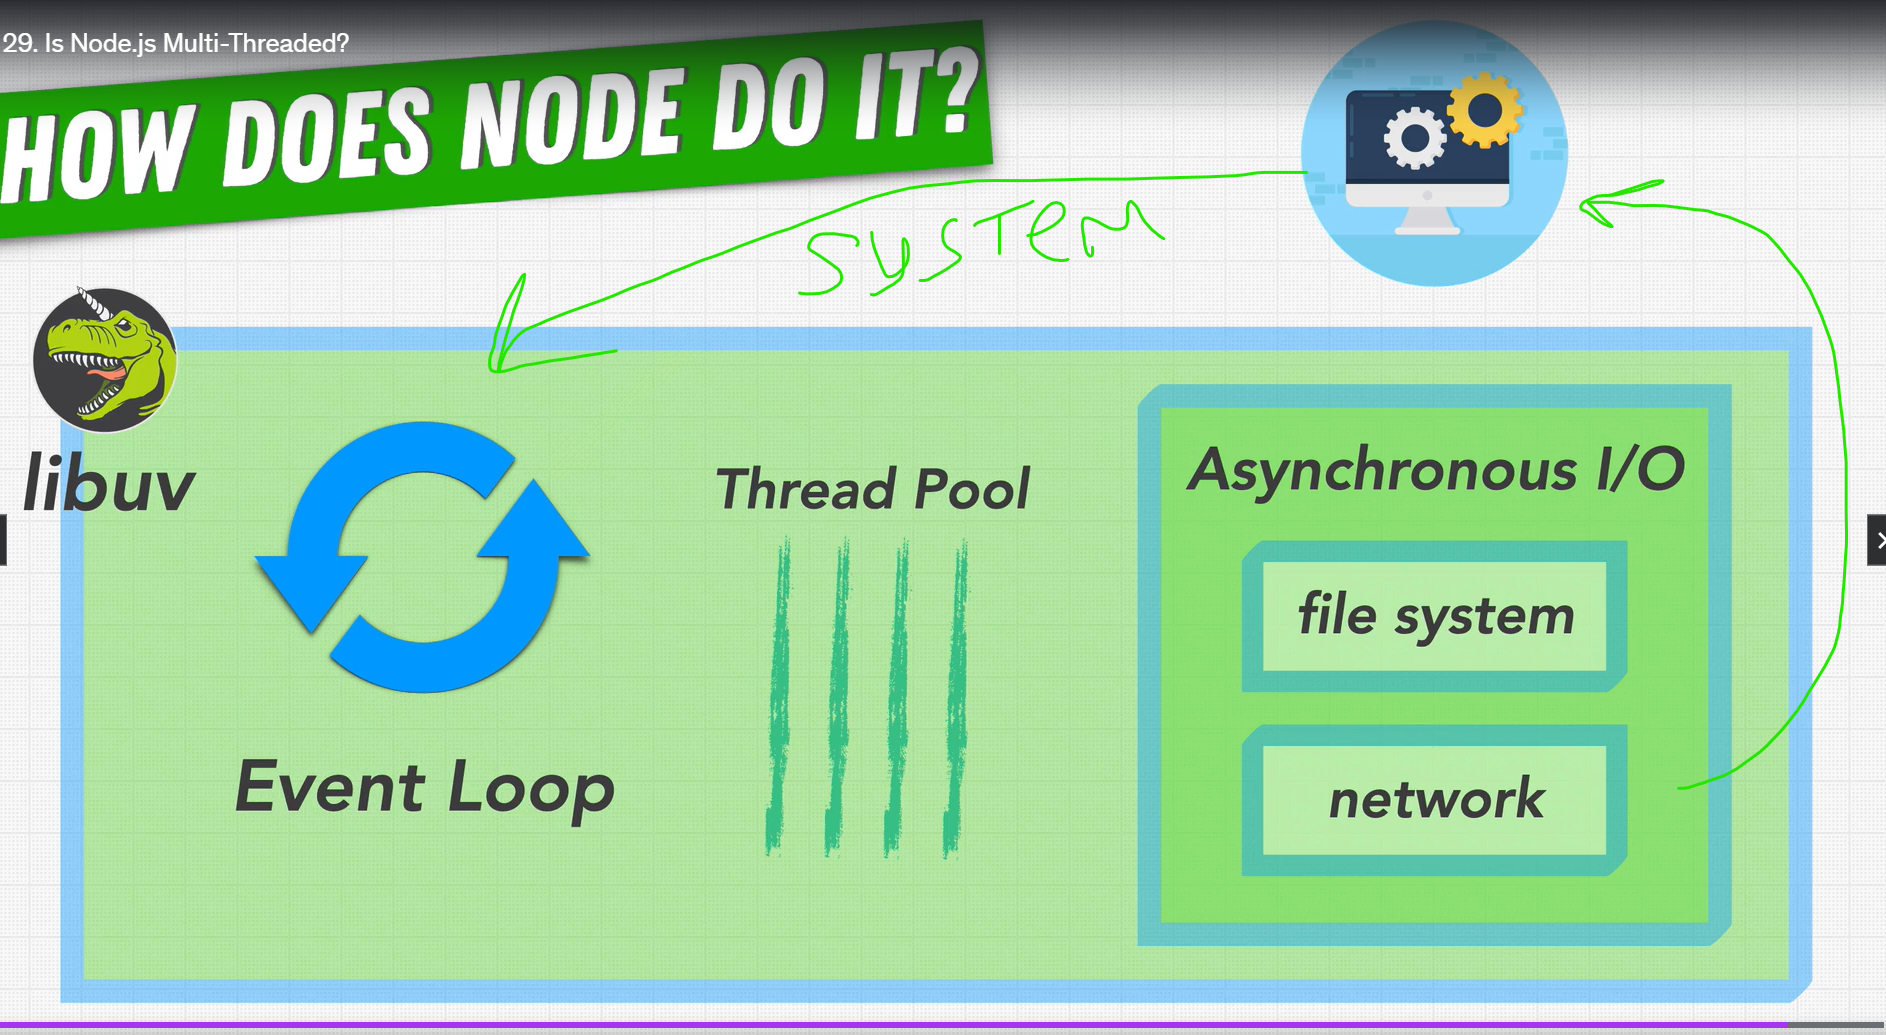 29. Is Node.js Multi-Threaded?
HOW DOES NODE DO IT?
SYSTEM
libuv
Thread Pool
Asynchronous I/O
file system
network
Event Loop